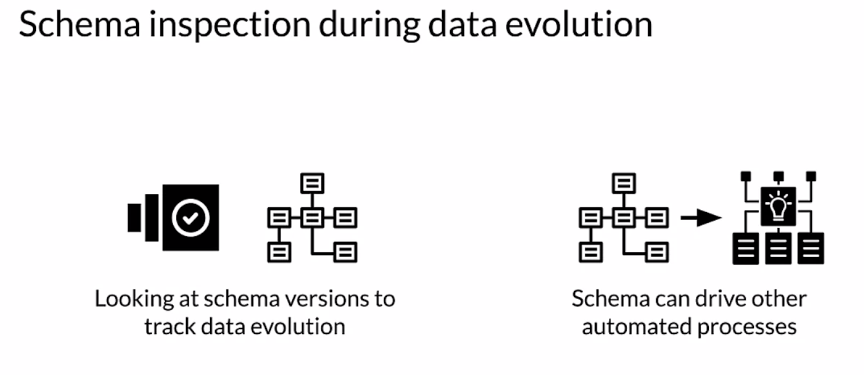 Schema inspection during data evolution
Looking at schema versions to
track data evolution
Schema can drive other
automated processes